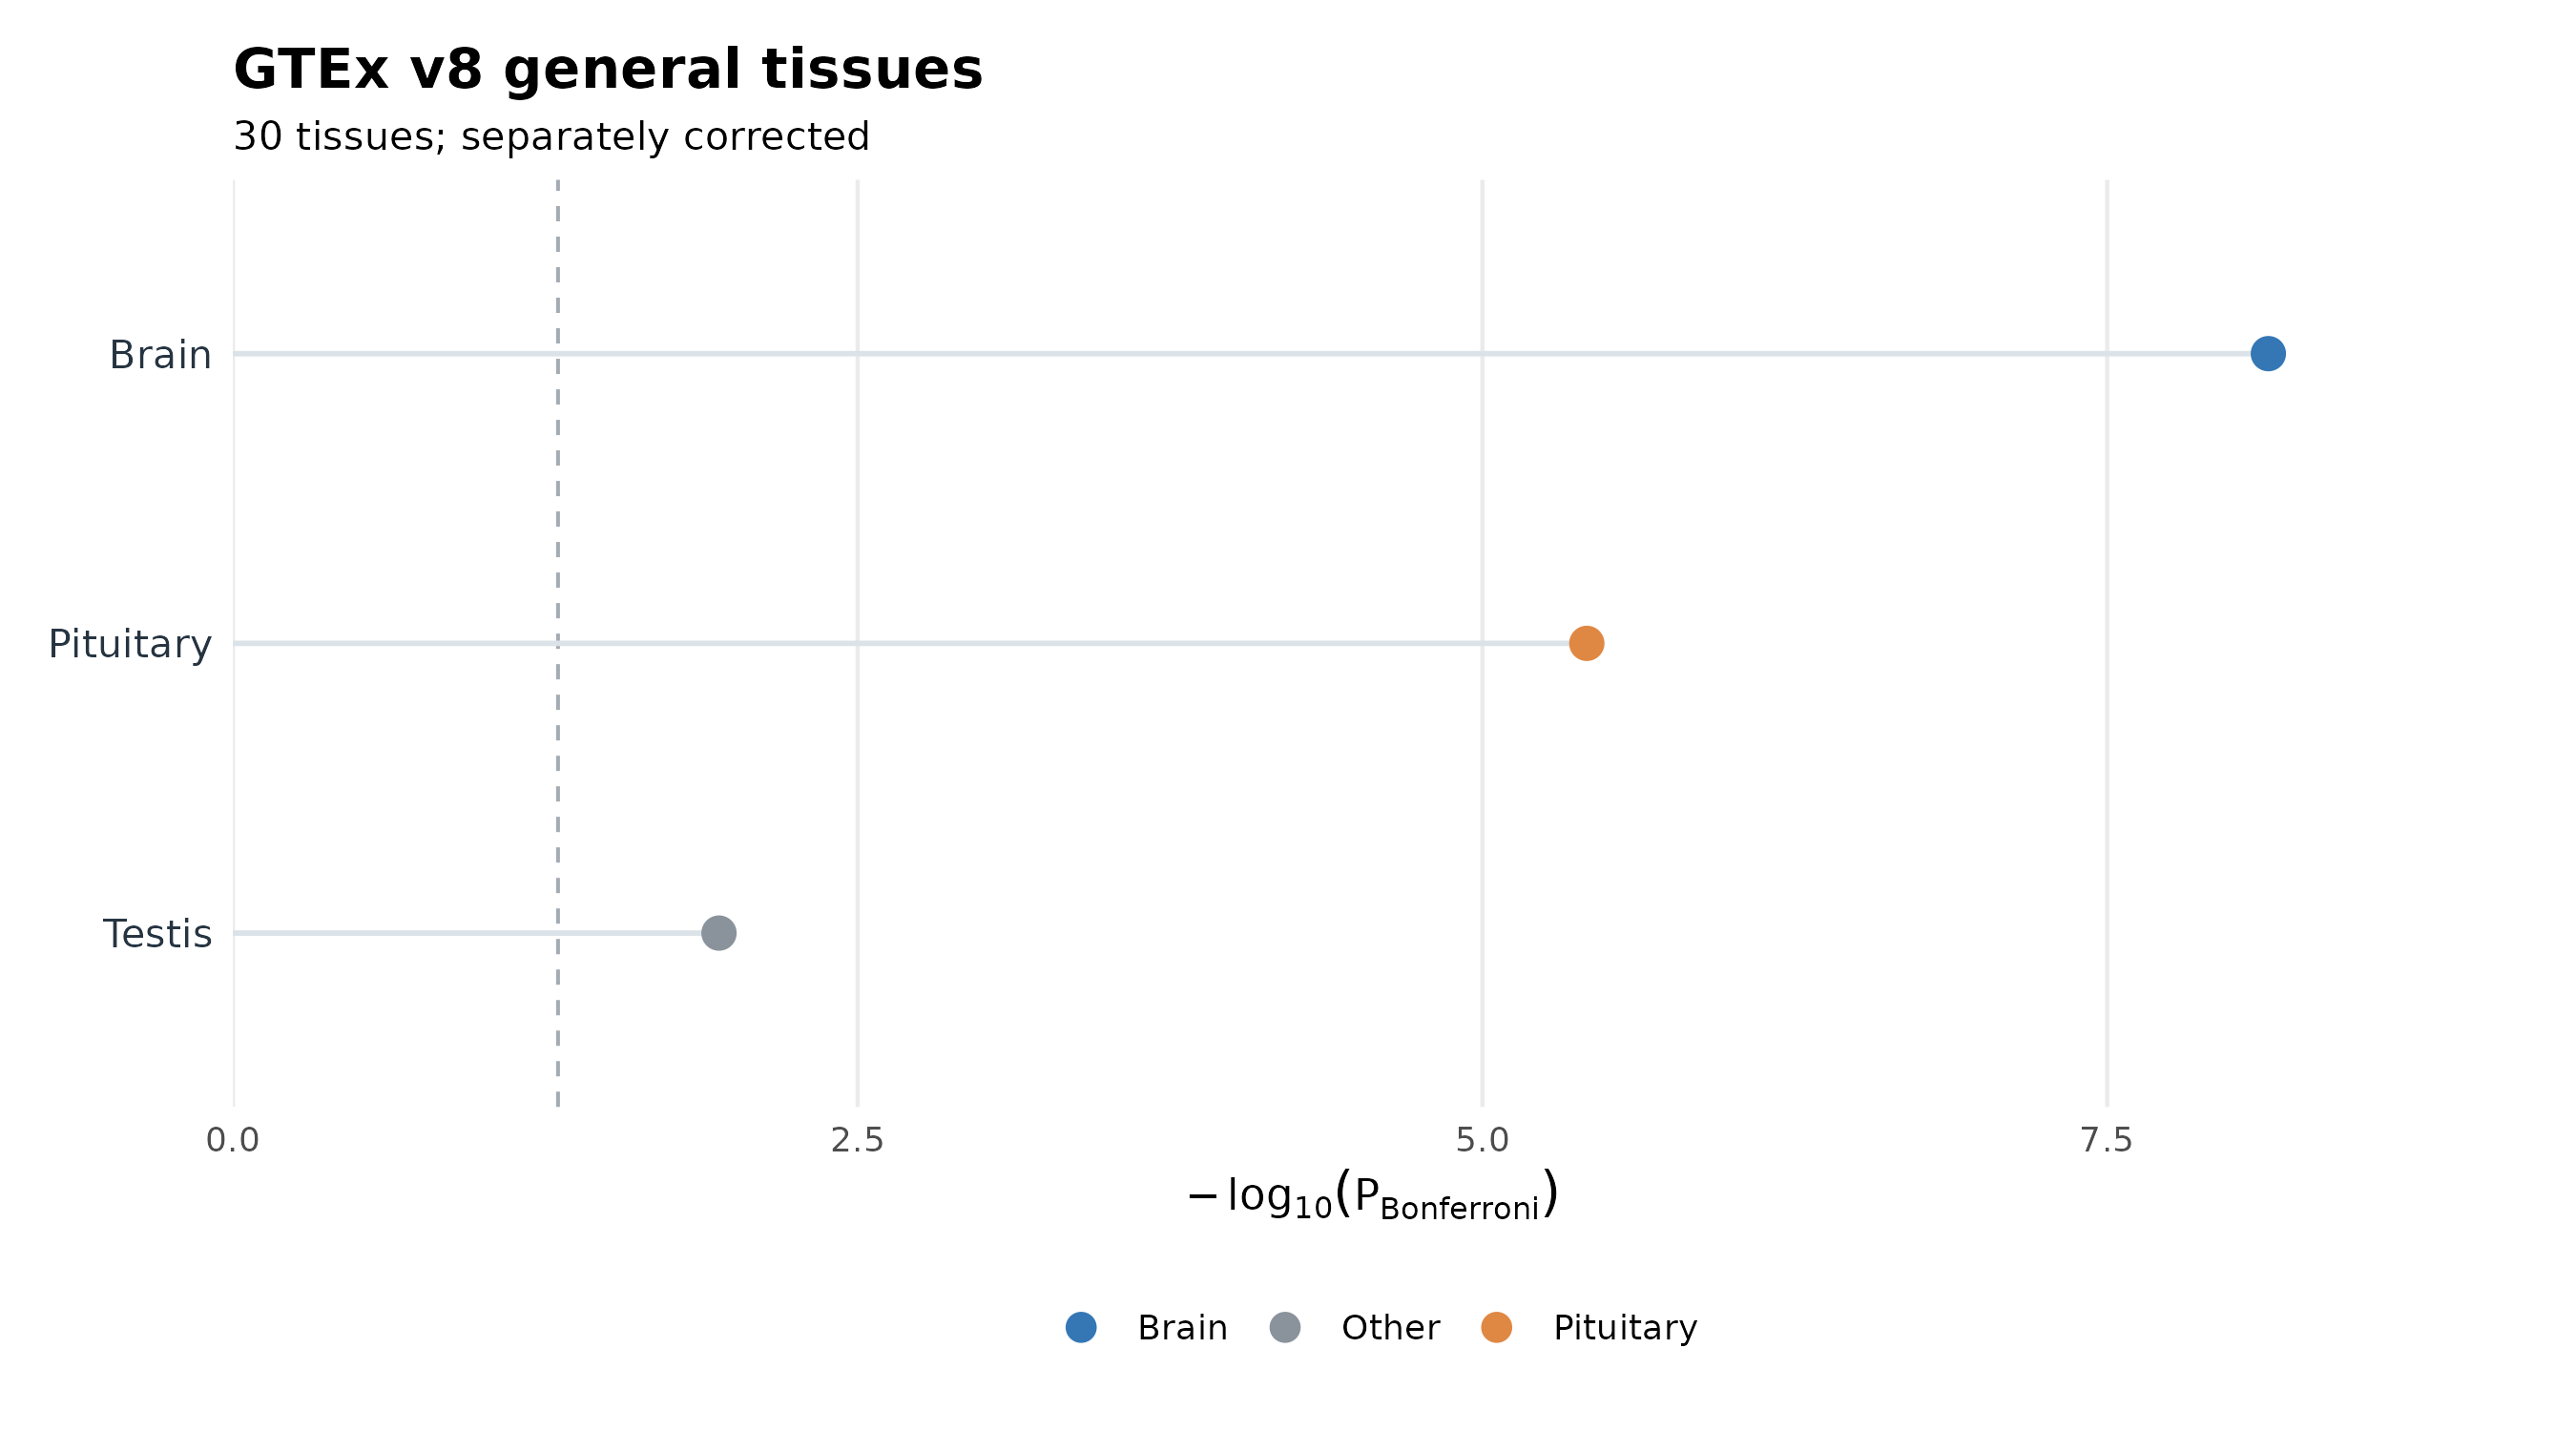 GTEx v8 general tissues
30 tissues; separately corrected
Brain
Pituitary
Testis
0.0 2.5 5.0 7.5
−log₁₀(P_Bonferroni)
Brain Other Pituitary